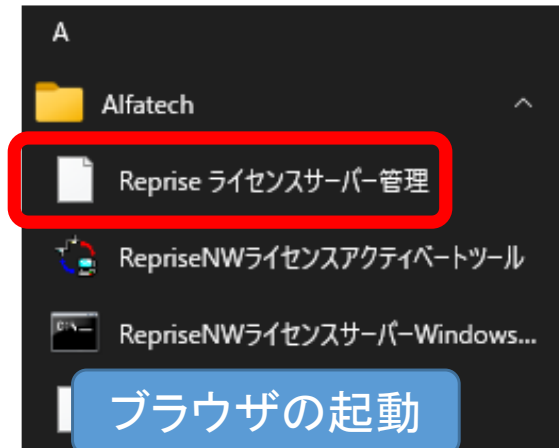 A
Alfatech
Reprise ライセンスサーバー管理
RepriseNWライセンスアクティベートツール
C:\
RepriseNWライセンスサーバーWindows...
ブラウザの起動